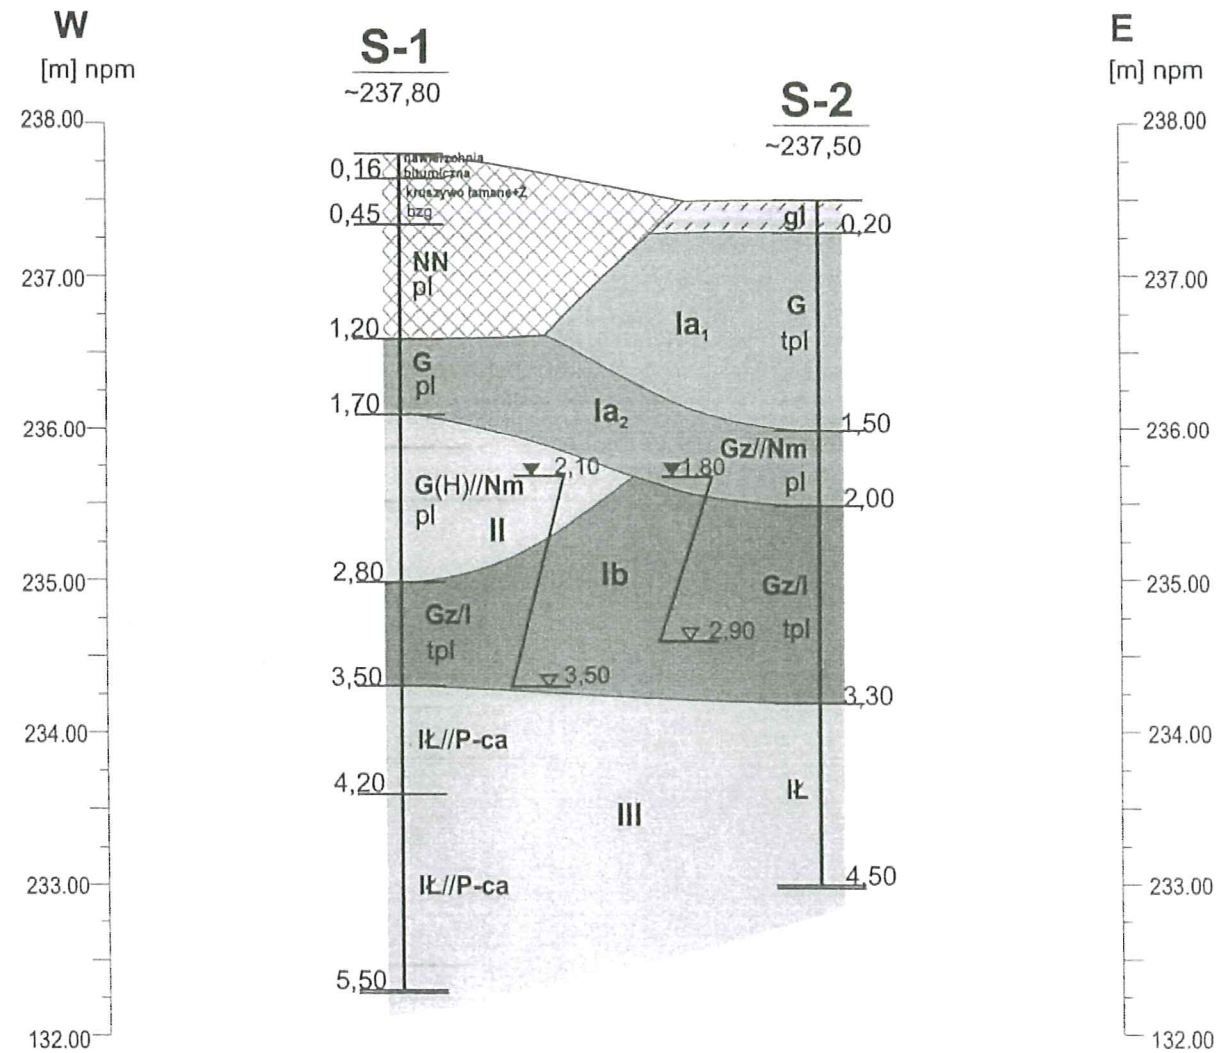 W
E
[m] npm
S-1
[m] npm
~237,80
S-2
238.00
238.00
~237,50
nawierzchnia
0,16
bitumiczna
kruszywo łamane+Ż
0,45
bzg
gł
0,20
NN
237.00
pl
G
237.00
Ia₁
1,20
tpl
G
pl
1,70
Ia₂
1,50
236.00
236.00
Gz//Nm
2,10
1,80
pl
G(H)//Nm
2,00
pl
II
2,80
Ib
235.00
Gz/I
235.00
Gz/I
tpl
2,90
tpl
3,50
3,50
3,30
234.00
IŁ//P-ca
234.00
4,20
IŁ
III
233.00
IŁ//P-ca
4,50
233.00
5,50
132.00
132.00